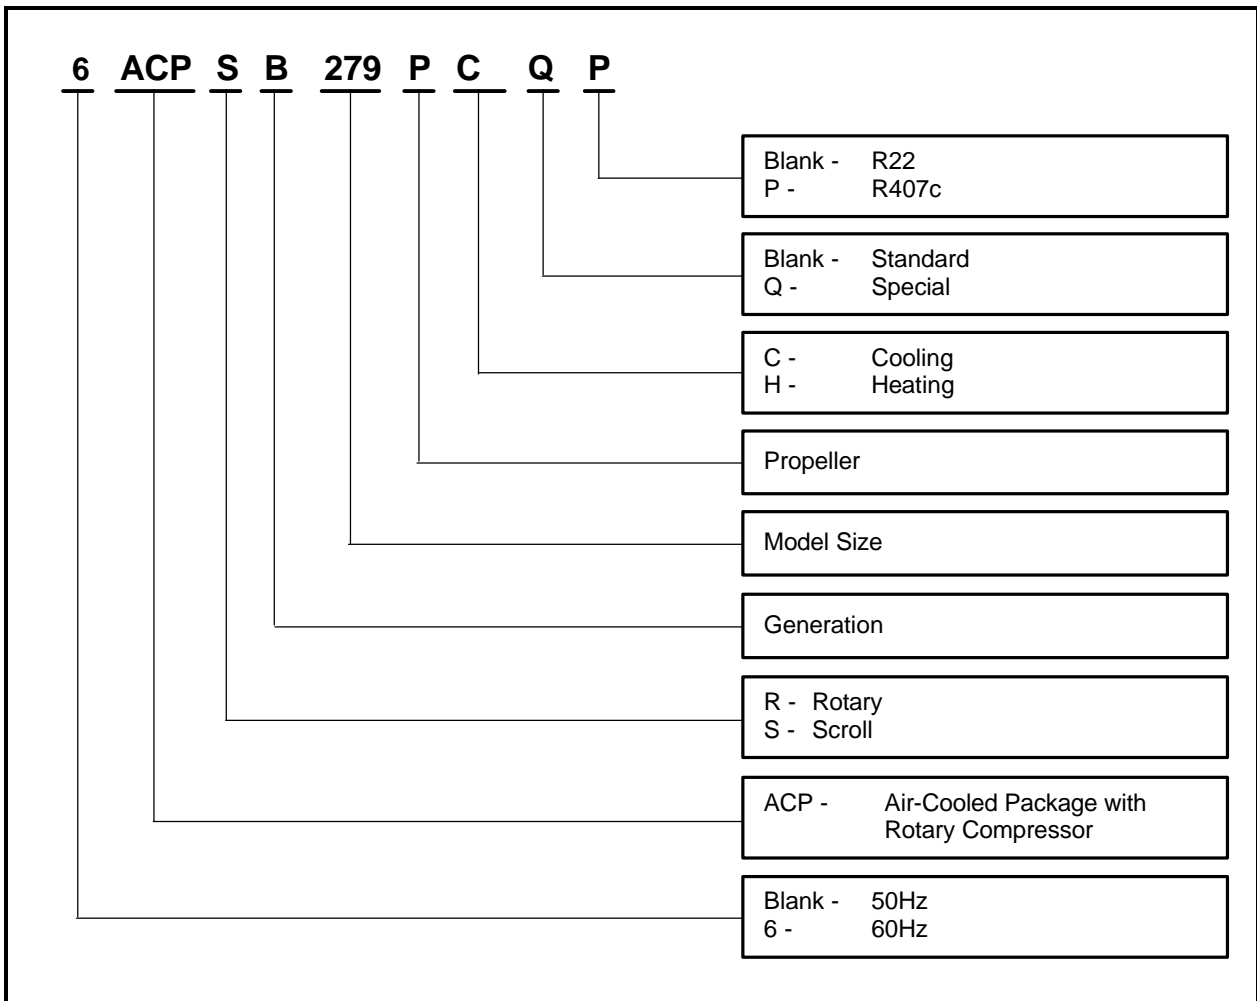 6 ACP S B 279 P C Q P
Blank - R22
P - R407c
Blank - Standard
Q - Special
C - Cooling
H - Heating
Propeller
Model Size
Generation
R - Rotary
S - Scroll
ACP - Air-Cooled Package with
Rotary Compressor
Blank - 50Hz
6 - 60Hz